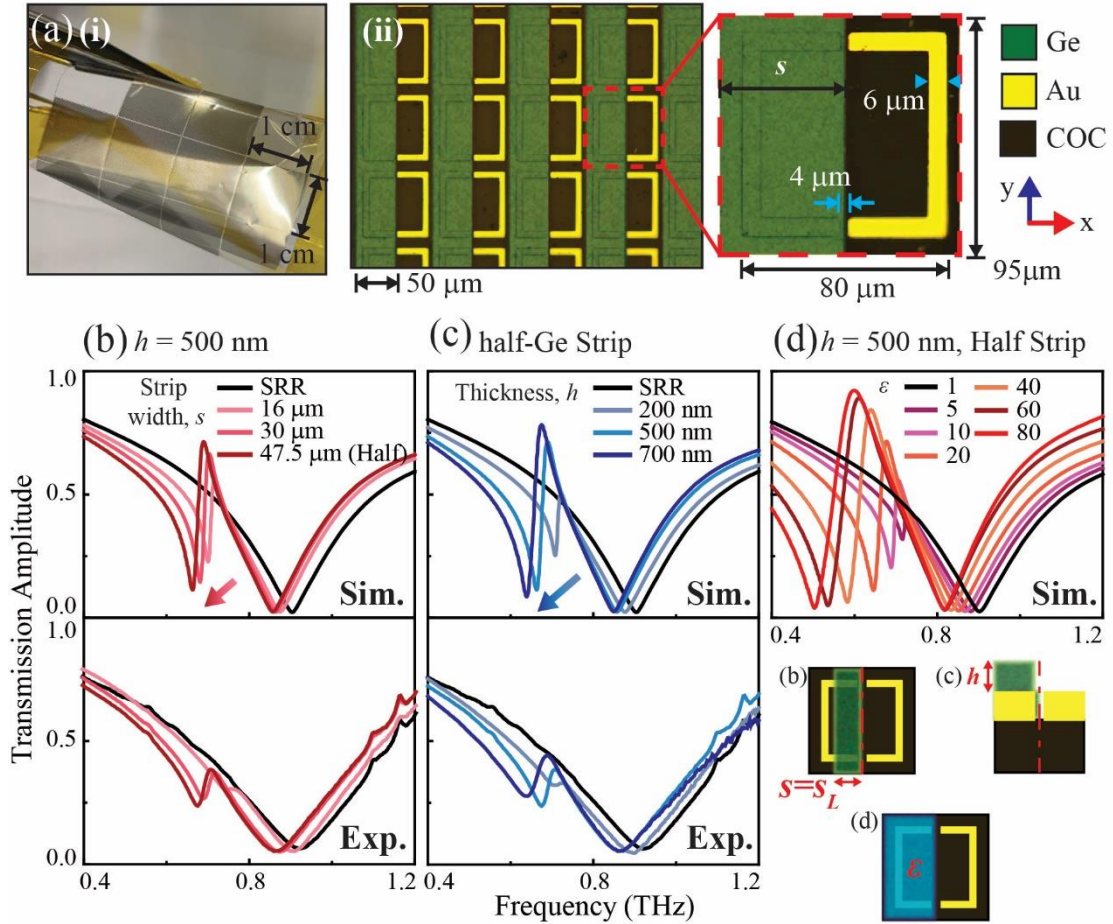 (a) (i)
1 cm
1 cm
(ii)
50 μm
s
6 μm
4 μm
80 μm
95μm
Ge
Au
COC
y
x
(b) h = 500 nm
Strip width, s
SRR
16 μm
30 μm
47.5 μm (Half)
Sim.
Exp.
(c) half-Ge Strip
Thickness, h
SRR
200 nm
500 nm
700 nm
Sim.
Exp.
(d) h = 500 nm, Half Strip
ε
1
5
10
20
40
60
80
Sim.
0.4 0.8 1.2
Transmission Amplitude
1.0
0.5
0.0
1.0
0.5
0.0
0.4 0.8 1.2
0.4 0.8 1.2
Frequency (THz)
(b)
s=sL
(c)
h
(d)
ε